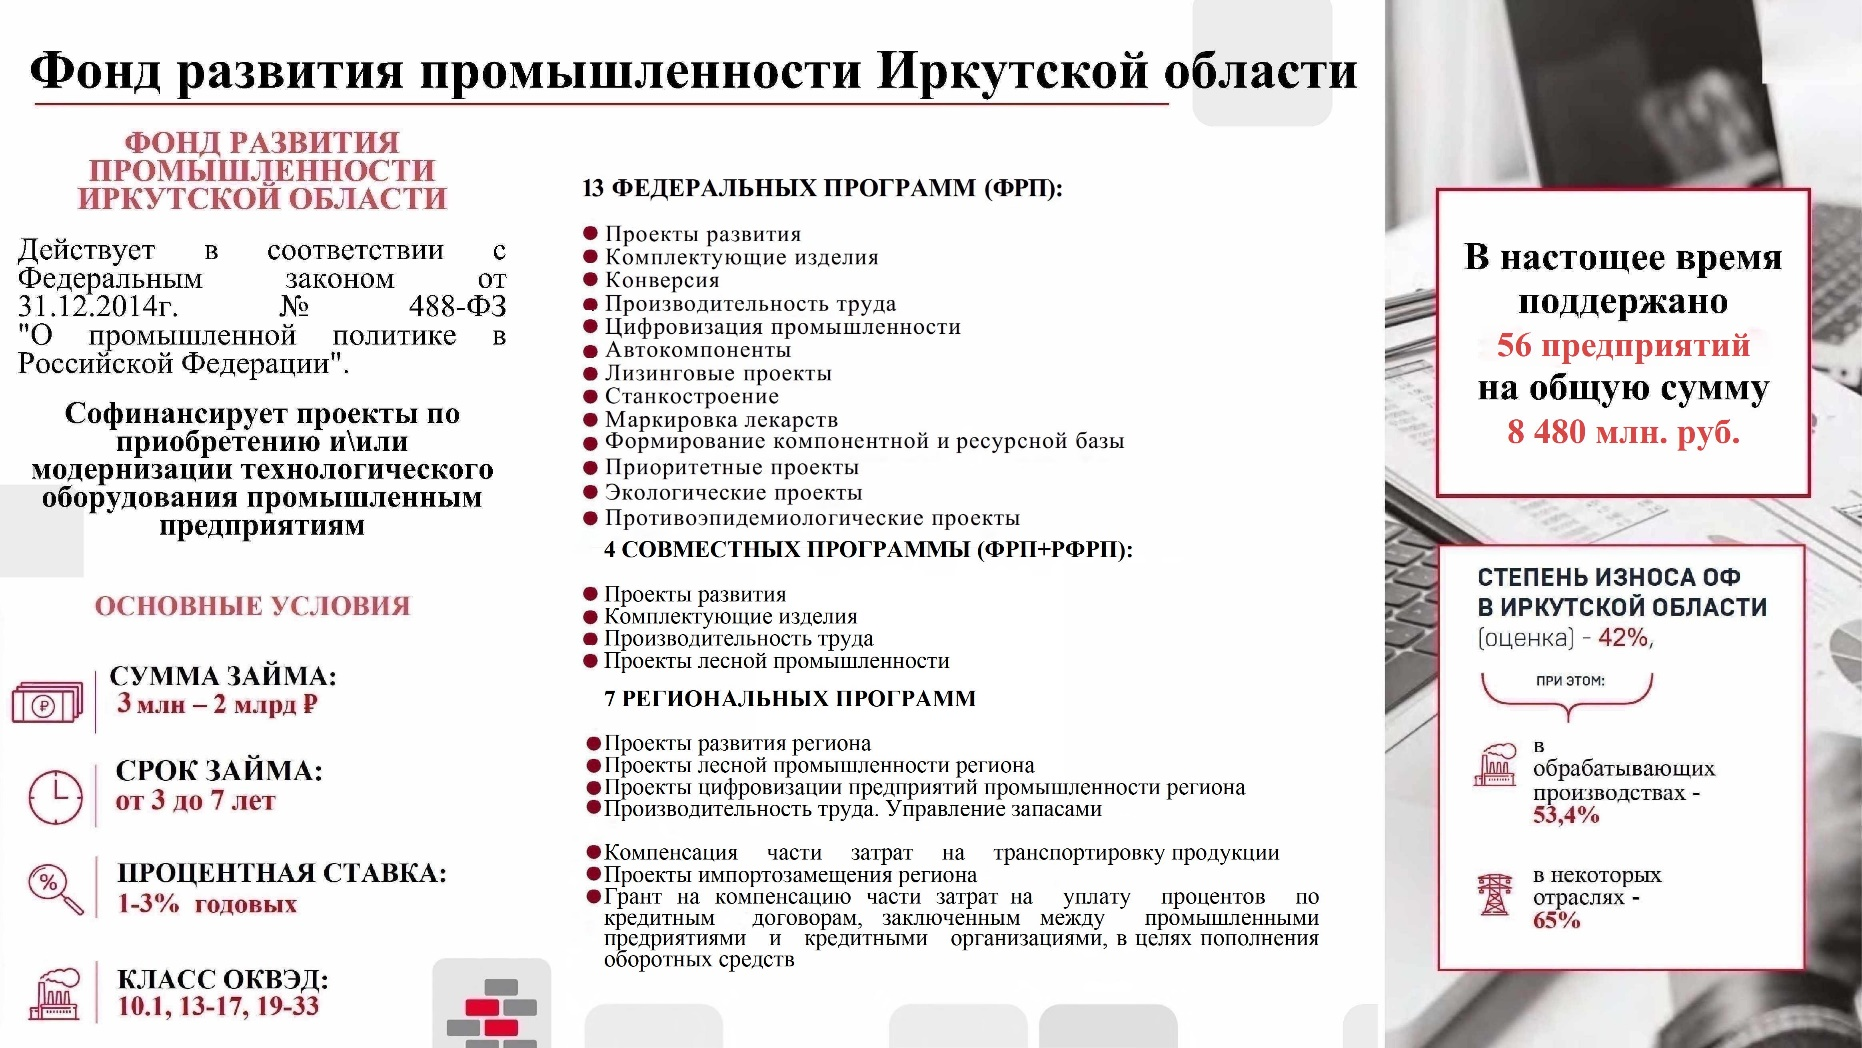 Фонд развития промышленности Иркутской области
ФОНД РАЗВИТИЯ
ПРОМЫШЛЕННОСТИ
ИРКУТСКОЙ ОБЛАСТИ
Действует в соответствии с
Федеральным законом от
31.12.2014г. № 488-ФЗ
"О промышленной политике в
Российской Федерации".
Софинансирует проекты по
приобретению и\или
модернизации технологического
оборудования промышленным
предприятиям
ОСНОВНЫЕ УСЛОВИЯ
СУММА ЗАЙМА:
3 млн – 2 млрд ₽
СРОК ЗАЙМА:
от 3 до 7 лет
%
ПРОЦЕНТНАЯ СТАВКА:
1-3% годовых
КЛАСС ОКВЭД:
10.1, 13-17, 19-33
13 ФЕДЕРАЛЬНЫХ ПРОГРАММ (ФРП):
Проекты развития
Комплектующие изделия
Конверсия
Производительность труда
Цифровизация промышленности
Автокомпоненты
Лизинговые проекты
Станкостроение
Маркировка лекарств
Формирование компонентной и ресурсной базы
Приоритетные проекты
Экологические проекты
Противоэпидемиологические проекты
4 СОВМЕСТНЫХ ПРОГРАММЫ (ФРП+РФРП):
Проекты развития
Комплектующие изделия
Производительность труда
Проекты лесной промышленности
7 РЕГИОНАЛЬНЫХ ПРОГРАММ
Проекты развития региона
Проекты лесной промышленности региона
Проекты цифровизации предприятий промышленности региона
Производительность труда. Управление запасами
Компенсация части затрат на транспортировку продукции
Проекты импортозамещения региона
Грант на компенсацию части затрат на уплату процентов по
кредитным договорам, заключенным между промышленными
предприятиями и кредитными организациями, в целях пополнения
оборотных средств
В настоящее время
поддержано
56 предприятий
на общую сумму
8 480 млн. руб.
СТЕПЕНЬ ИЗНОСА ОФ
В ИРКУТСКОЙ ОБЛАСТИ
(оценка) - 42%,
ПРИ ЭТОМ:
в
обрабатывающих
производствах -
53,4%
в некоторых
отраслях -
65%